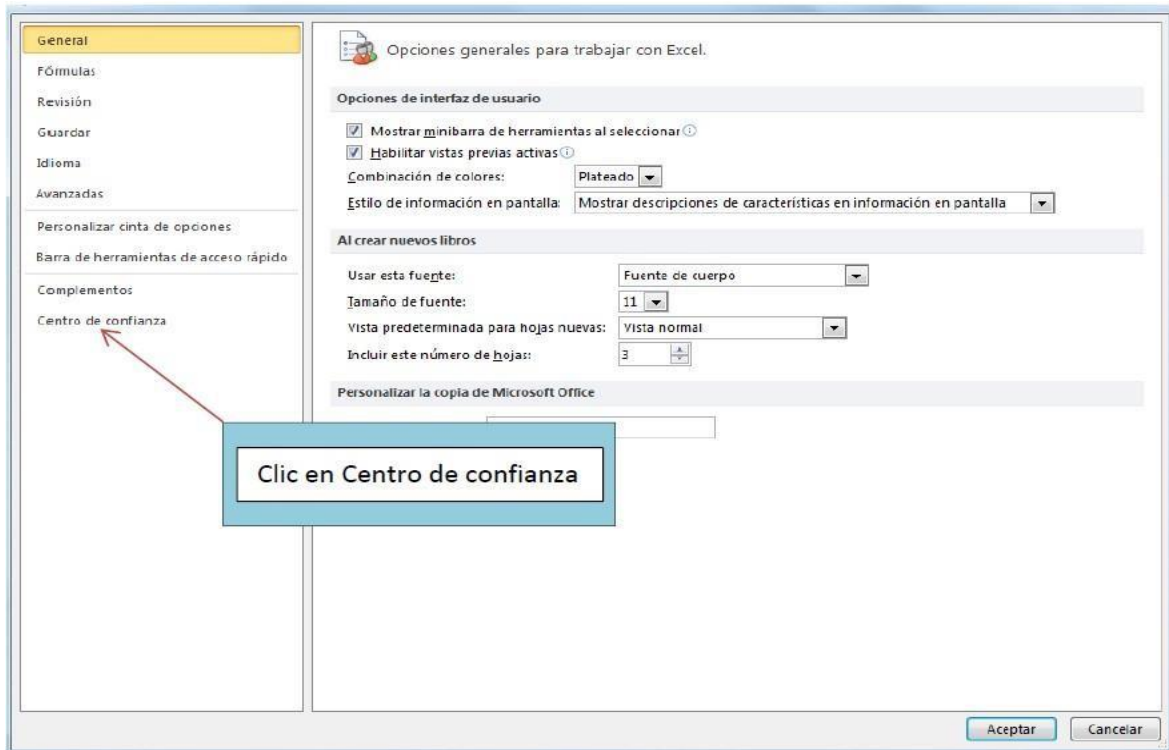 General
Fórmulas
Revisión
Guardar
Idioma
Avanzadas
Personalizar cinta de opciones
Barra de herramientas de acceso rápido
Complementos
Centro de confianza
Opciones generales para trabajar con Excel.
Opciones de interfaz de usuario
Mostrar minibarra de herramientas al seleccionar
Habilitar vistas previas activas
Combinación de colores: Plateado
Estilo de información en pantalla: Mostrar descripciones de características en información en pantalla
Al crear nuevos libros
Usar esta fuente: Fuente de cuerpo
Tamaño de fuente: 11
Vista predeterminada para hojas nuevas: Vista normal
Incluir este número de hojas: 3
Personalizar la copia de Microsoft Office
Clic en Centro de confianza
Aceptar Cancelar